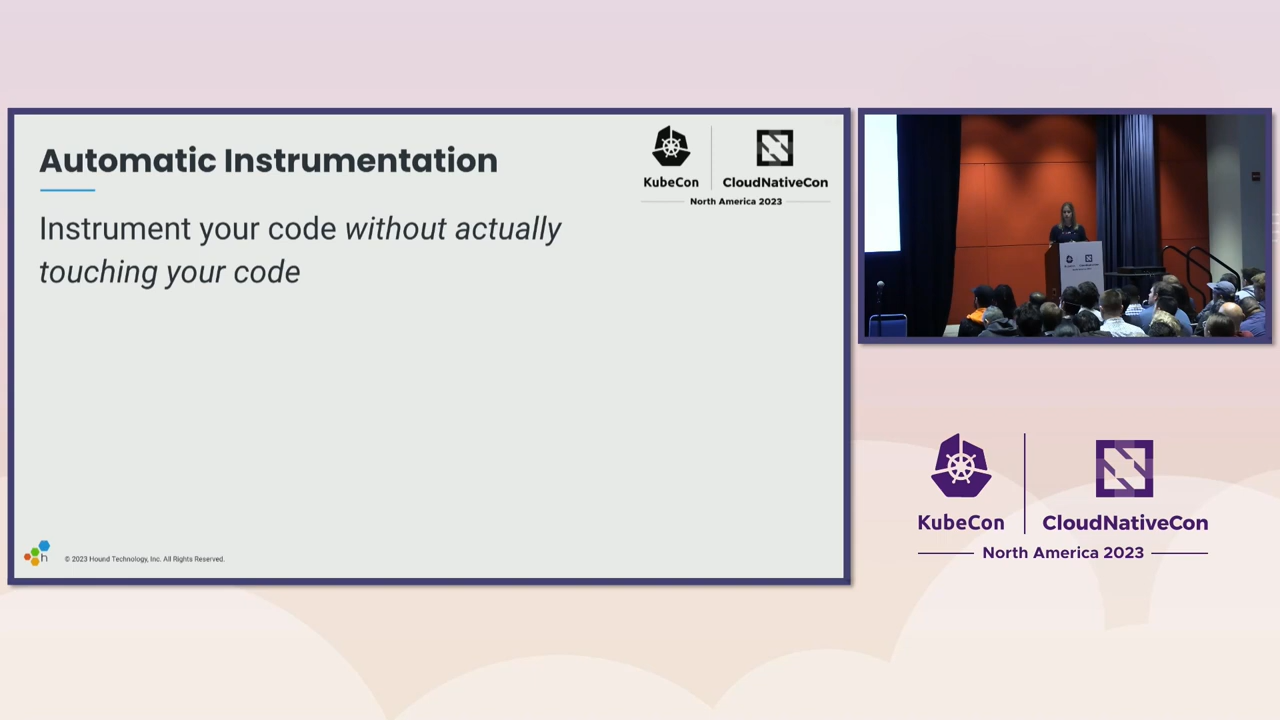 Automatic Instrumentation
Instrument your code without actually
touching your code
KubeCon
CloudNativeCon
North America 2023
h
© 2023 Hound Technology, Inc. All Rights Reserved.
KubeCon
CloudNativeCon
North America 2023